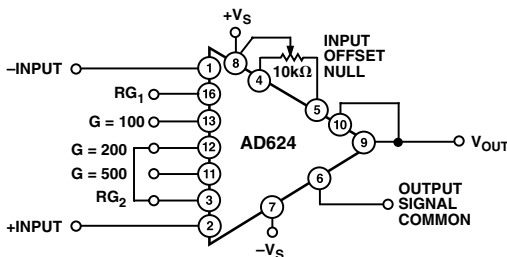 +VS
INPUT
OFFSET
NULL
10kΩ
–INPUT
1
8
4
5
10
9
RG1
16
G = 100
13
G = 200
12
AD624
VOUT
G = 500
11
6
RG2
3
7
OUTPUT
SIGNAL
COMMON
+INPUT
2
–VS